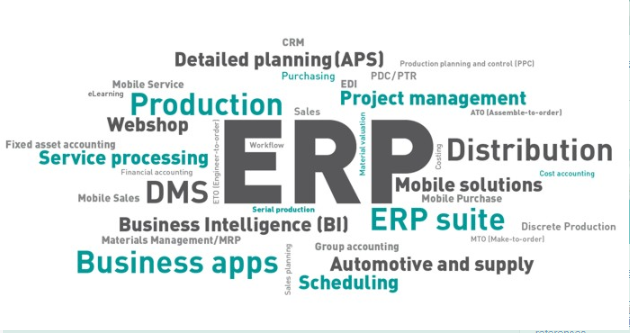 CRM
Detailed planning(APS)
Production planning and control (PPC)
Purchasing
PDC/PTR
Mobile Service
EDI
eLearning
Production
Project management
Sales
ATO (Assemble-to-order)
Webshop
ERP
Material valuation
Fixed asset accounting
Workflow
Costing
Distribution
Service processing
ETO (Engineer-to-order)
Financial accounting
Cost accounting
Mobile Sales
DMS
Mobile solutions
Mobile Purchase
Serial production
Business Intelligence (BI)
ERP suite
Discrete Production
Materials Management/MRP
Group accounting
MTO (Make-to-order)
Business apps
Sales planning
Automotive and supply
Scheduling